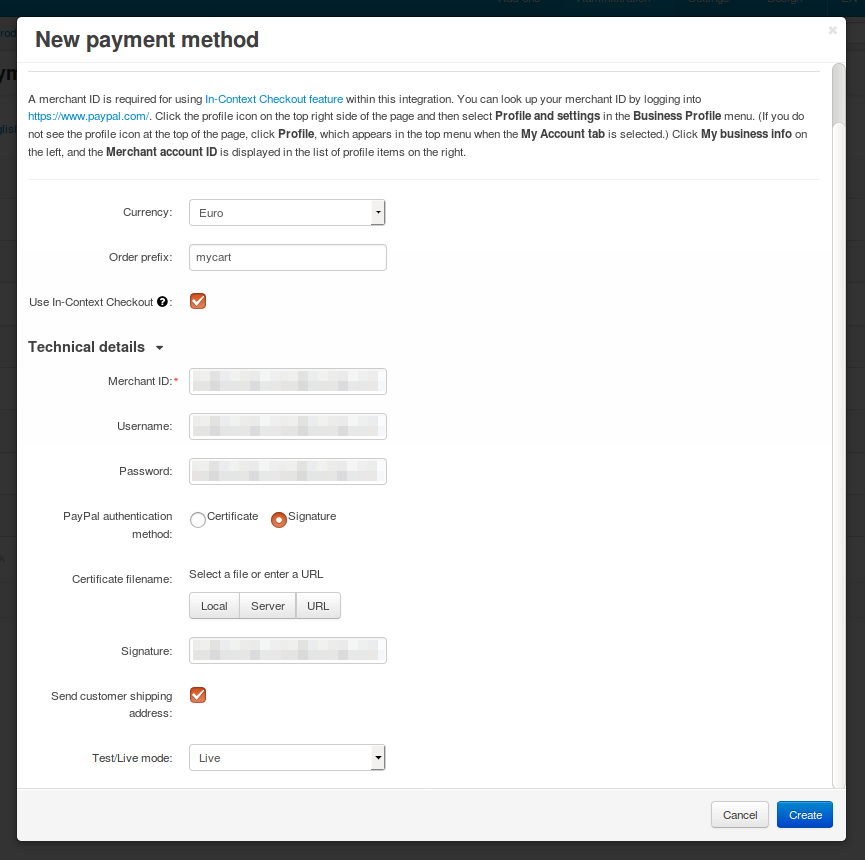 New payment method
×
A merchant ID is required for using In-Context Checkout feature within this integration. You can look up your merchant ID by logging into
https://www.paypal.com/. Click the profile icon on the top right side of the page and then select Profile and settings in the Business Profile menu. (If you do
not see the profile icon at the top of the page, click Profile, which appears in the top menu when the My Account tab is selected.) Click My business info on
the left, and the Merchant account ID is displayed in the list of profile items on the right.
Currency: Euro
Order prefix: mycart
Use In-Context Checkout ?:
Technical details
Merchant ID:*
Username:
Password:
PayPal authentication
method:
Certificate Signature
Certificate filename: Select a file or enter a URL
Local Server URL
Signature:
Send customer shipping
address:
Test/Live mode: Live
Cancel Create